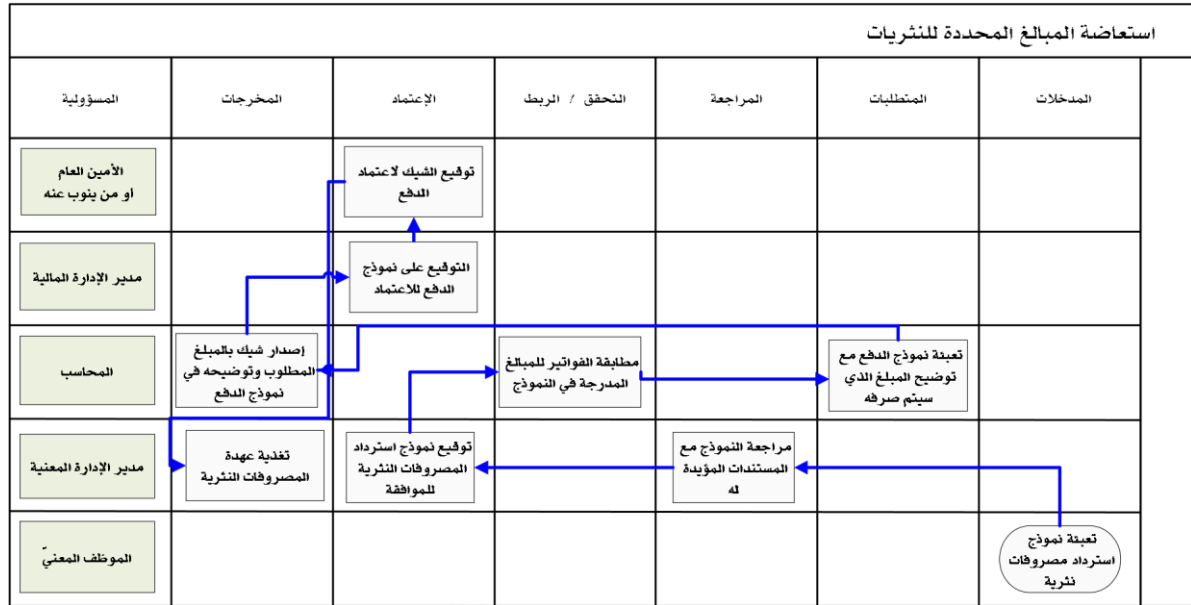 استعاضة المبالغ المحددة للنثريات
المدخلات
المتطلبات
المراجعة
التحقق / الربط
الإعتماد
المخرجات
المسؤولية
توقيع الشيك لاعتماد
الدفع
الأمين العام
او من ينوب عنه
التوقيع على نموذج
الدفع للاعتماد
مدير الإدارة المالية
تعبئة نموذج الدفع مع
توضيح المبلغ الذي
سيتم صرفه
مطابقة الفواتير للمبالغ
المدرجة في النموذج
إصدار شيك بالمبلغ
المطلوب وتوضيحه في
نموذج الدفع
المحاسب
مراجعة النموذج مع
المستندات المؤيدة
له
توقيع نموذج استرداد
المصروفات النثرية
للموافقة
تغذية عهدة
المصروفات النثرية
مدير الإدارة المعنية
تعبئة نموذج
استرداد مصروفات
نثرية
الموظف المعنيّ